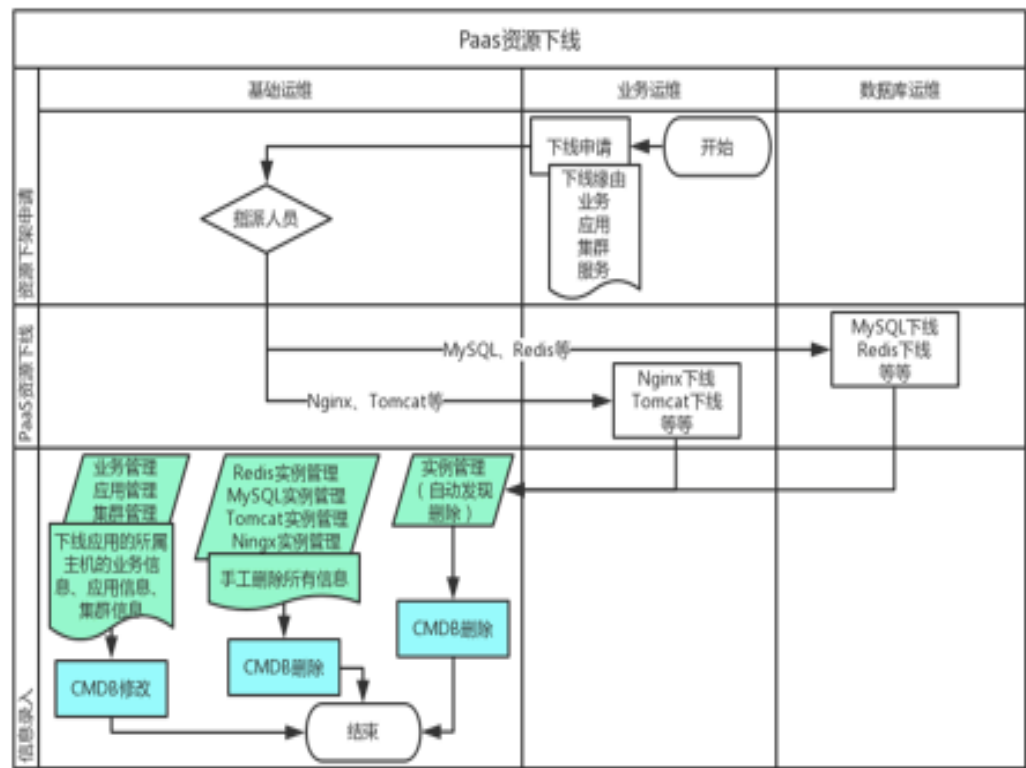 Paas资源下线
基础运维
业务运维
数据库运维
资源下架申请
下线申请
开始
下线缘由
业务
应用
集群
服务
指派人员
PaaS资源下线
MySQL、Redis等
MySQL下线
Redis下线
等等
Nginx、Tomcat等
Nginx下线
Tomcat下线
等等
信息录入
业务管理
应用管理
集群管理
下线应用的所属
主机的业务信
息、应用信息、
集群信息
Redis实例管理
MySQL实例管理
Tomcat实例管理
Ningx实例管理
手工删除所有信息
实例管理
（自动发现
删除）
CMDB修改
CMDB删除
CMDB删除
结束